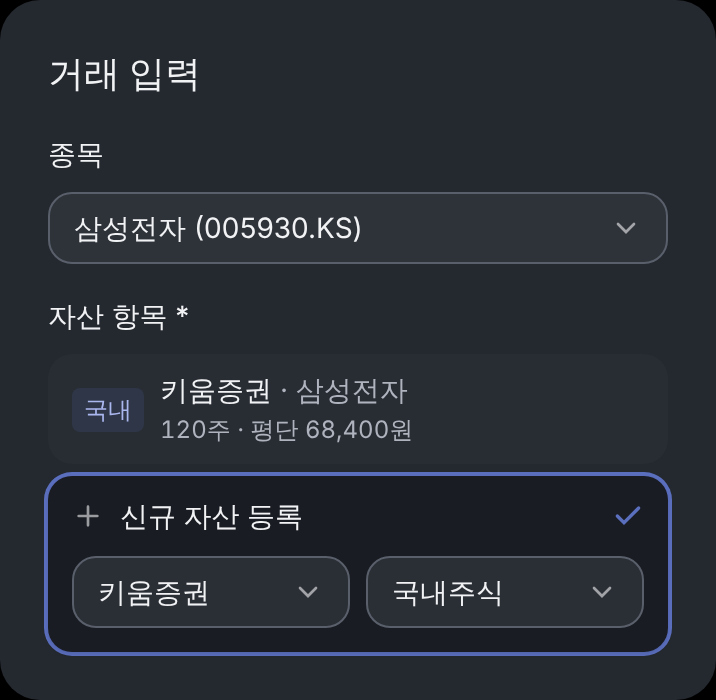 거래 입력
종목
삼성전자 (005930.KS)
자산 항목 *
국내
키움증권 · 삼성전자
120주 · 평단 68,400원
신규 자산 등록
키움증권
국내주식